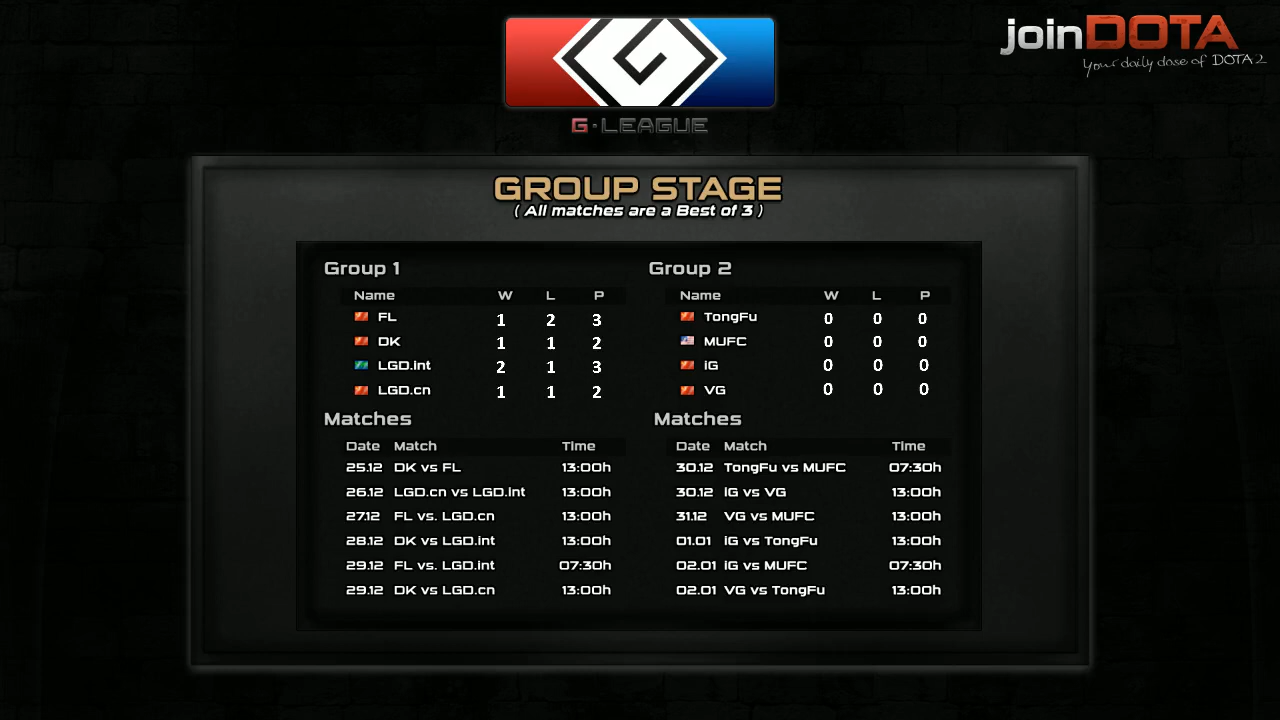 joinDOTA
Your daily dose of DOTA 2
G·LEAGUE
GROUP STAGE
( All matches are a Best of 3 )
Group 1
Name W L P
FL 1 2 3
DK 1 1 2
LGD.int 2 1 3
LGD.cn 1 1 2
Matches
Date Match Time
25.12 DK vs FL 13:00h
26.12 LGD.cn vs LGD.int 13:00h
27.12 FL vs. LGD.cn 13:00h
28.12 DK vs LGD.int 13:00h
29.12 FL vs. LGD.int 07:30h
29.12 DK vs LGD.cn 13:00h
Group 2
Name W L P
TongFu 0 0 0
MUFC 0 0 0
iG 0 0 0
VG 0 0 0
Matches
Date Match Time
30.12 TongFu vs MUFC 07:30h
30.12 iG vs VG 13:00h
31.12 VG vs MUFC 13:00h
01.01 iG vs TongFu 13:00h
02.01 iG vs MUFC 07:30h
02.01 VG vs TongFu 13:00h